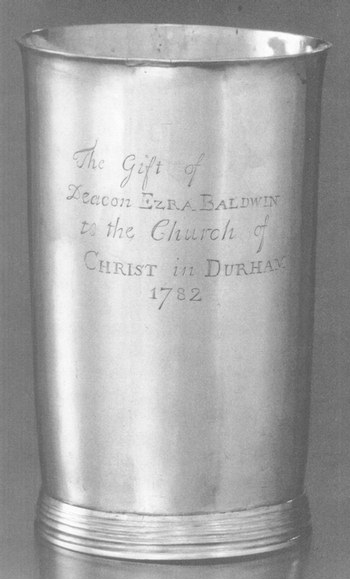 The Gift of
Deacon EZRA BALDWIN
to the Church of
CHRIST in DURHAM
1782